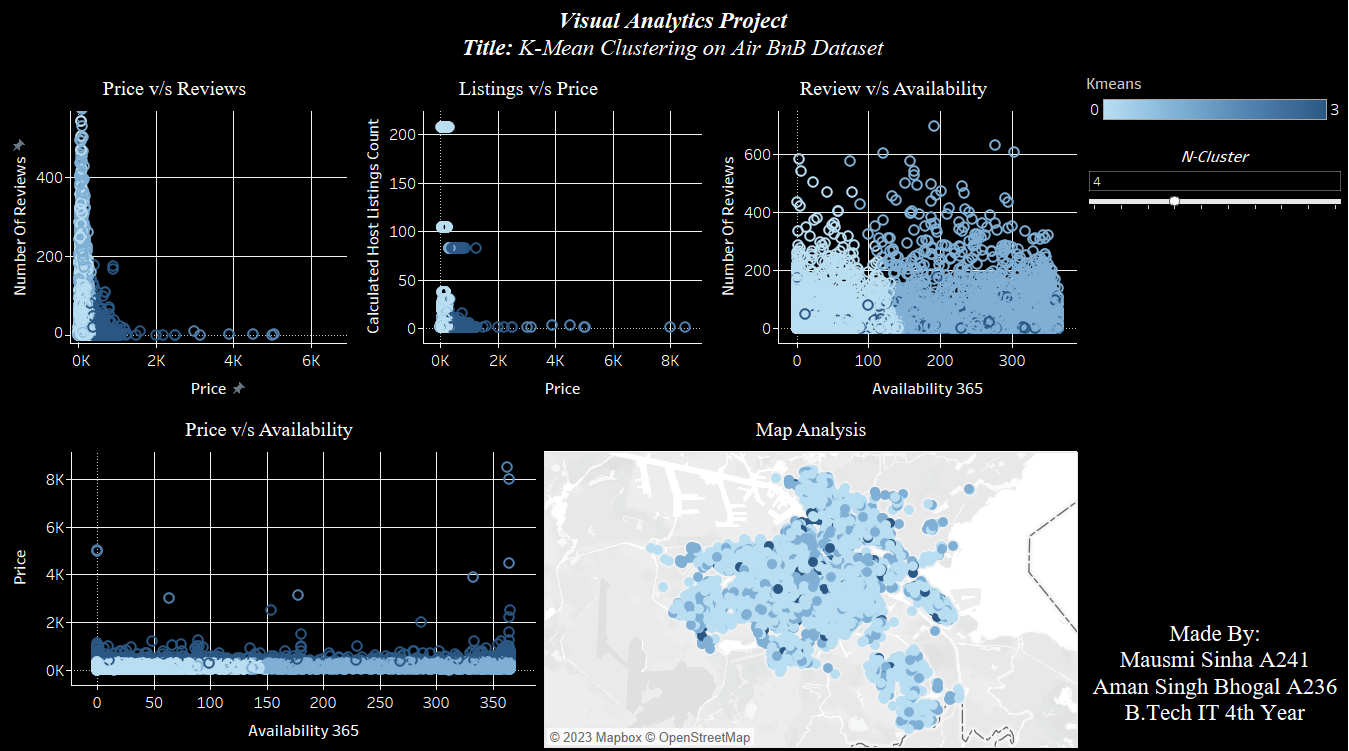 Visual Analytics Project
Title: K-Mean Clustering on Air BnB Dataset
Price v/s Reviews
Number Of Reviews
400
200
0
0K 2K 4K 6K
Price
Listings v/s Price
Calculated Host Listings Count
200
150
100
50
0
0K 2K 4K 6K 8K
Price
Review v/s Availability
Number Of Reviews
600
400
200
0
0 100 200 300
Availability 365
Kmeans
0 3
N-Cluster
4
Price v/s Availability
Price
8K
6K
4K
2K
0K
0 50 100 150 200 250 300 350
Availability 365
Map Analysis
© 2023 Mapbox © OpenStreetMap
Made By:
Mausmi Sinha A241
Aman Singh Bhogal A236
B.Tech IT 4th Year